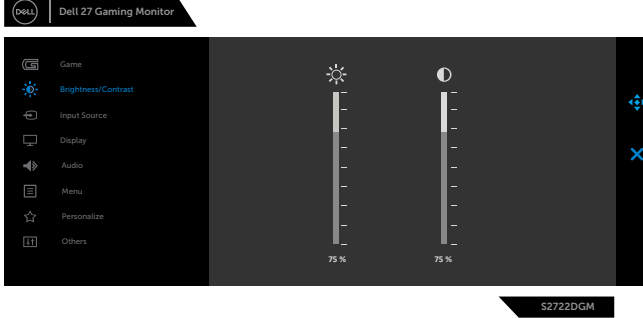 DELL
Dell 27 Gaming Monitor
Game
Brightness/Contrast
Input Source
Display
Audio
Menu
Personalize
Others
75 %
75 %
S2722DGM